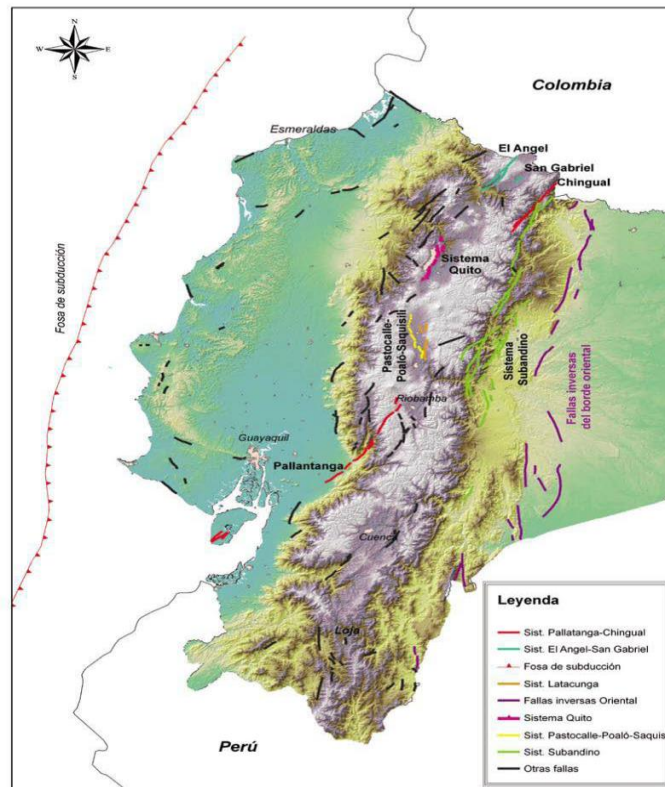 N
W
E
S
Colombia
Esmeraldas
El Angel
San Gabriel
Chingual
Fosa de subducción
Sistema
Quito
Pastocalle-
Poaló-Saquisilí
Sistema
Subandino
Fallas inversas
del borde oriental
Riobamba
Guayaquil
Pallantanga
Cuenca
Loja
Perú
Leyenda
Sist. Pallatanga-Chingual
Sist. El Angel-San Gabriel
Fosa de subducción
Sist. Latacunga
Fallas inversas Oriental
Sistema Quito
Sist. Pastocalle-Poaló-Saquis
Sist. Subandino
Otras fallas